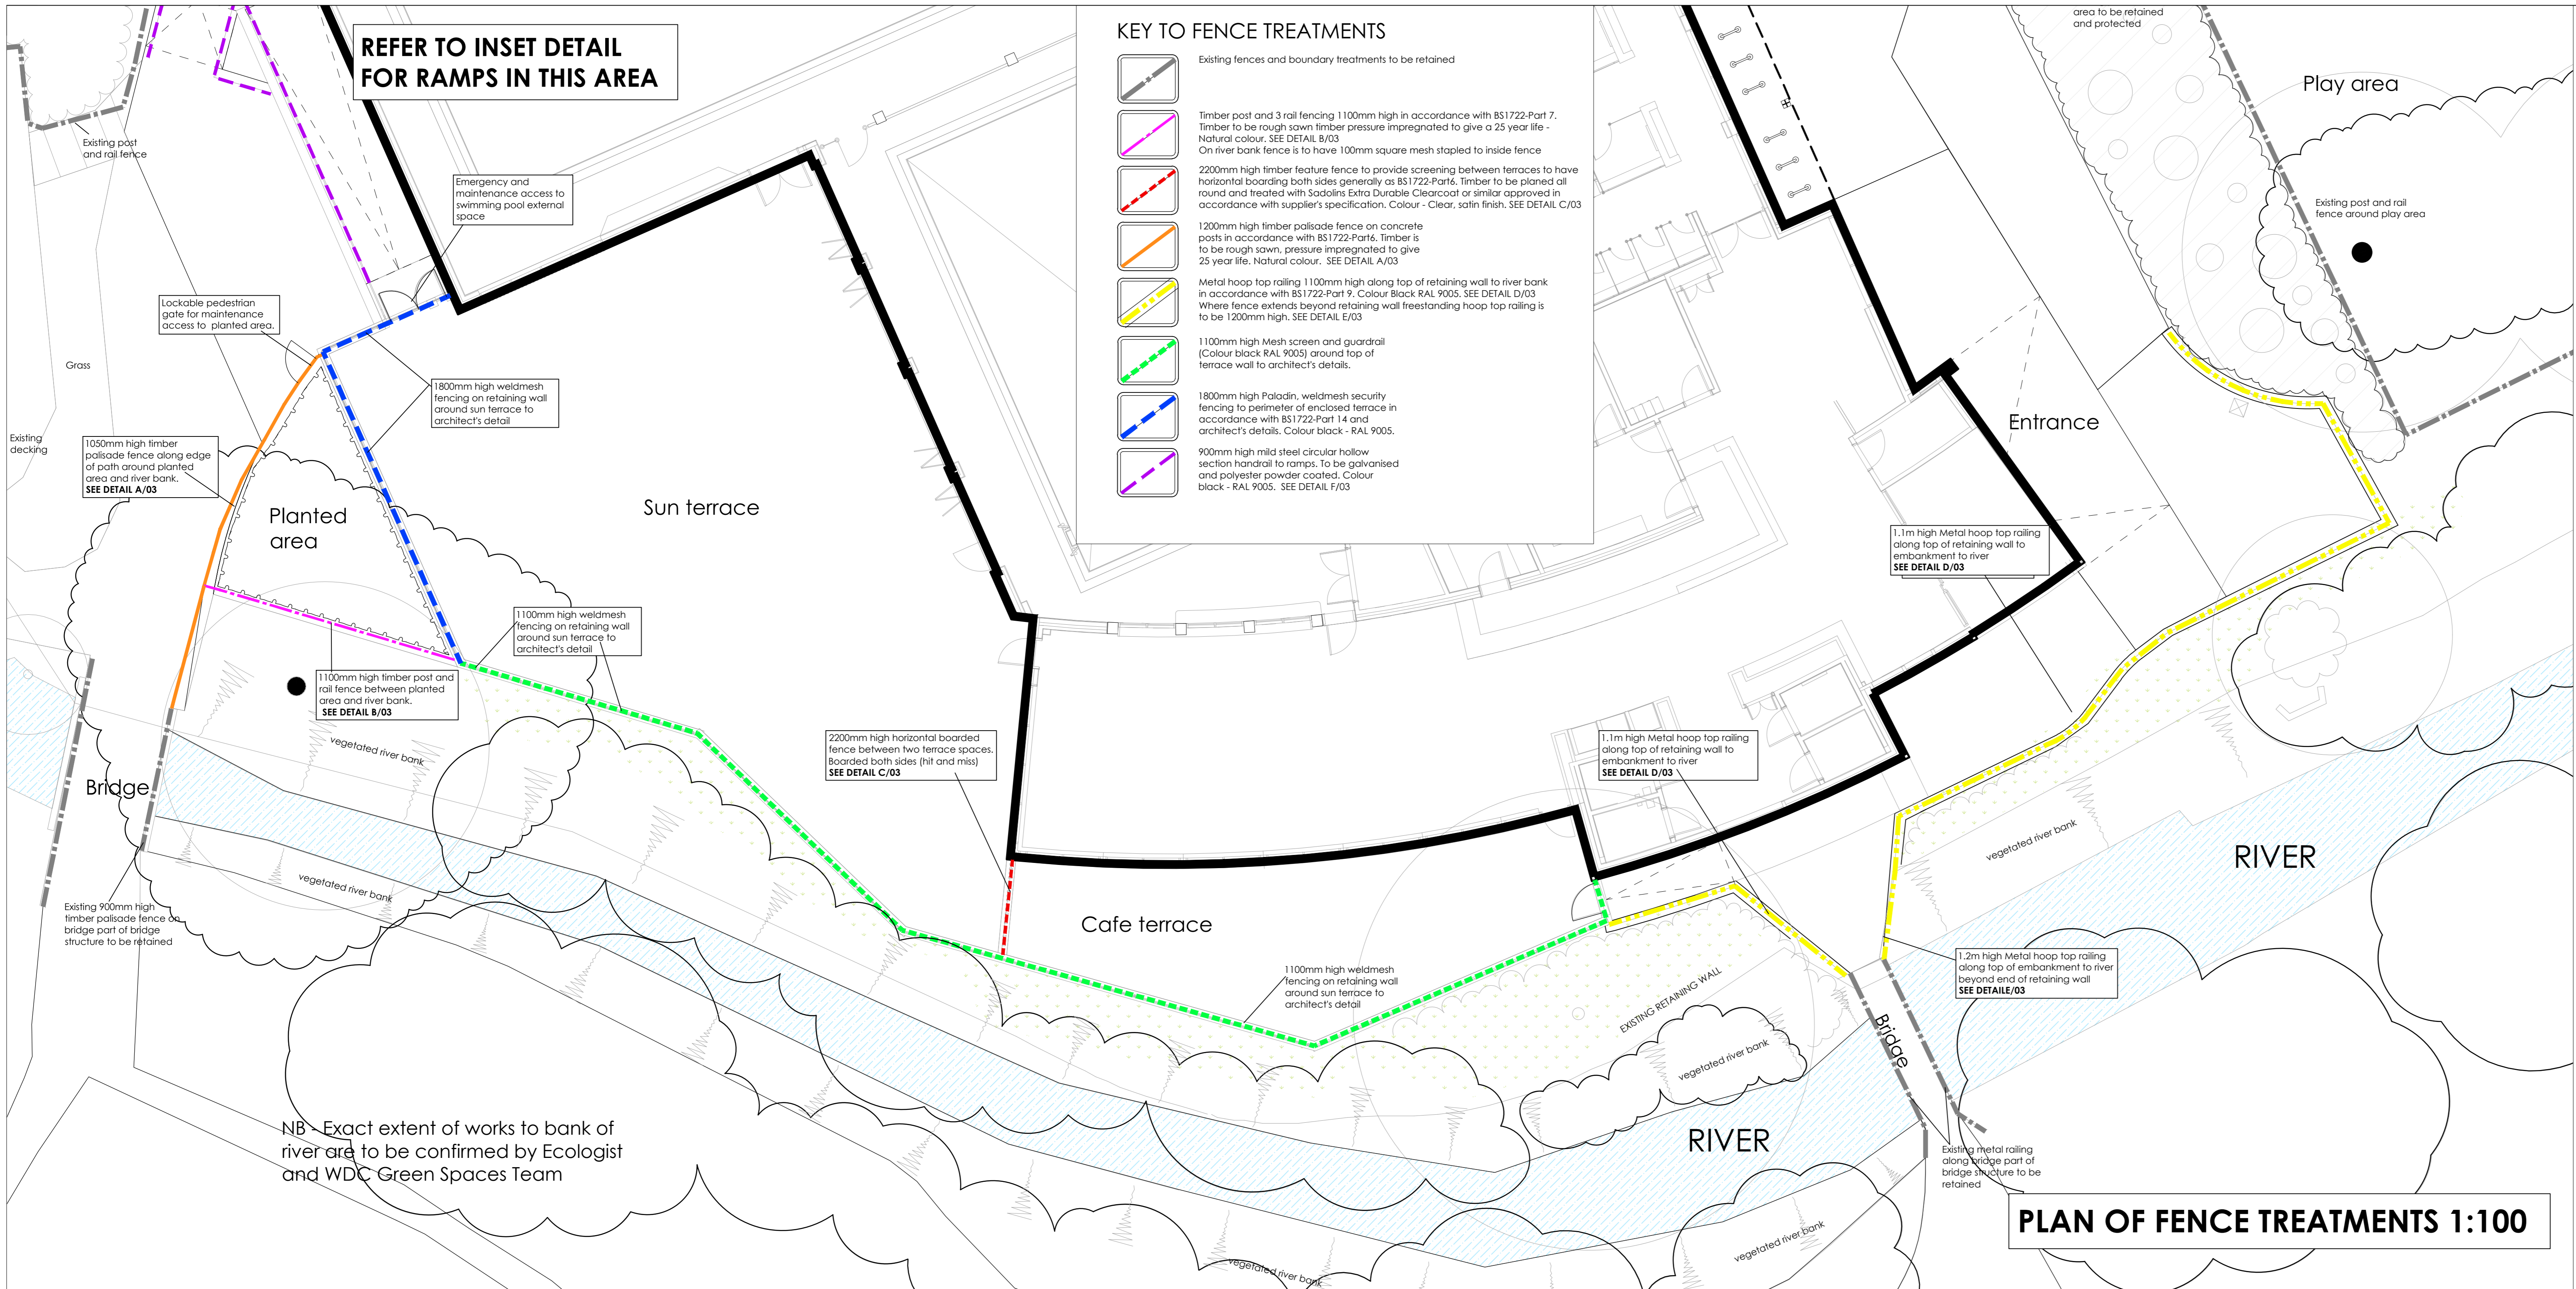 REFER TO INSET DETAIL
FOR RAMPS IN THIS AREA
KEY TO FENCE TREATMENTS
Existing fences and boundary treatments to be retained
Timber post and 3 rail fencing 1100mm high in accordance with BS1722-Part 7.
Timber to be rough sawn timber pressure impregnated to give a 25 year life -
Natural colour. SEE DETAIL B/03
On river bank fence is to have 100mm square mesh stapled to inside fence
2200mm high timber feature fence to provide screening between terraces to have
horizontal boarding both sides generally as BS1722-Part6. Timber to be planed all
round and treated with Sadolins Extra Durable Clearcoat or similar approved in
accordance with supplier's specification. Colour - Clear, satin finish. SEE DETAIL C/03
1200mm high timber palisade fence on concrete
posts in accordance with BS1722-Part6. Timber is
to be rough sawn, pressure impregnated to give
25 year life. Natural colour. SEE DETAIL A/03
Metal hoop top railing 1100mm high along top of retaining wall to river bank
in accordance with BS1722-Part 9. Colour Black RAL 9005. SEE DETAIL D/03
Where fence extends beyond retaining wall freestanding hoop top railing is
to be 1200mm high. SEE DETAIL E/03
1100mm high Mesh screen and guardrail
(Colour black RAL 9005) around top of
terrace wall to architect's details.
1800mm high Paladin, weldmesh security
fencing to perimeter of enclosed terrace in
accordance with BS1722-Part 14 and
architect's details. Colour black - RAL 9005.
900mm high mild steel circular hollow
section handrail to ramps. To be galvanised
and polyester powder coated. Colour
black - RAL 9005. SEE DETAIL F/03
area to be retained
and protected
Play area
Existing post and rail
fence around play area
Existing post
and rail fence
Emergency and
maintenance access to
swimming pool external
space
Lockable pedestrian
gate for maintenance
access to planted area.
Grass
1800mm high weldmesh
fencing on retaining wall
around sun terrace to
architect's detail
Existing
decking
1050mm high timber
palisade fence along edge
of path around planted
area and river bank.
SEE DETAIL A/03
Planted
area
Sun terrace
Entrance
1.1m high Metal hoop top railing
along top of retaining wall to
embankment to river
SEE DETAIL D/03
1100mm high weldmesh
fencing on retaining wall
around sun terrace to
architect's detail
1100mm high timber post and
rail fence between planted
area and river bank.
SEE DETAIL B/03
vegetated river bank
Bridge
2200mm high horizontal boarded
fence between two terrace spaces.
Boarded both sides (hit and miss)
SEE DETAIL C/03
1.1m high Metal hoop top railing
along top of retaining wall to
embankment to river
SEE DETAIL D/03
vegetated river bank
RIVER
vegetated river bank
Existing 900mm high
timber palisade fence on
bridge part of bridge
structure to be retained
Cafe terrace
1100mm high weldmesh
fencing on retaining wall
around sun terrace to
architect's detail
EXISTING RETAINING WALL
1.2m high Metal hoop top railing
along top of embankment to river
beyond end of retaining wall
SEE DETAILE/03
Bridge
vegetated river bank
NB - Exact extent of works to bank of
river are to be confirmed by Ecologist
and WDC Green Spaces Team
RIVER
Existing metal railing
along bridge part of
bridge structure to be
retained
vegetated river bank
vegetated river bank
PLAN OF FENCE TREATMENTS 1:100